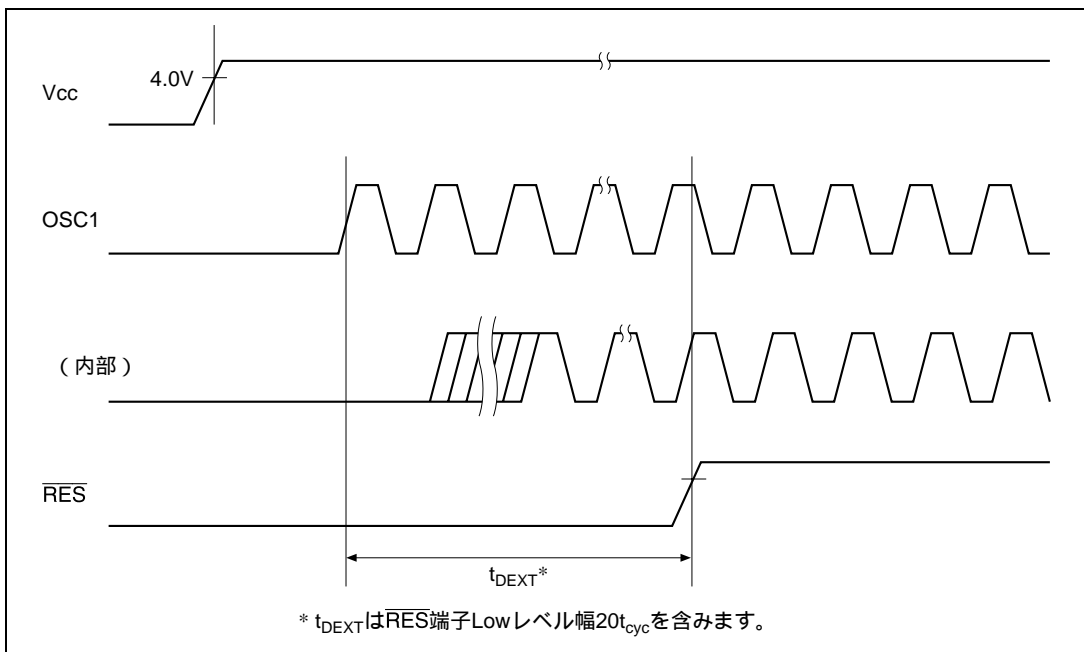 4.0V
Vcc
OSC1
（内部）
RES
tDEXT*
* tDEXTはRES端子Lowレベル幅20tcycを含みます。